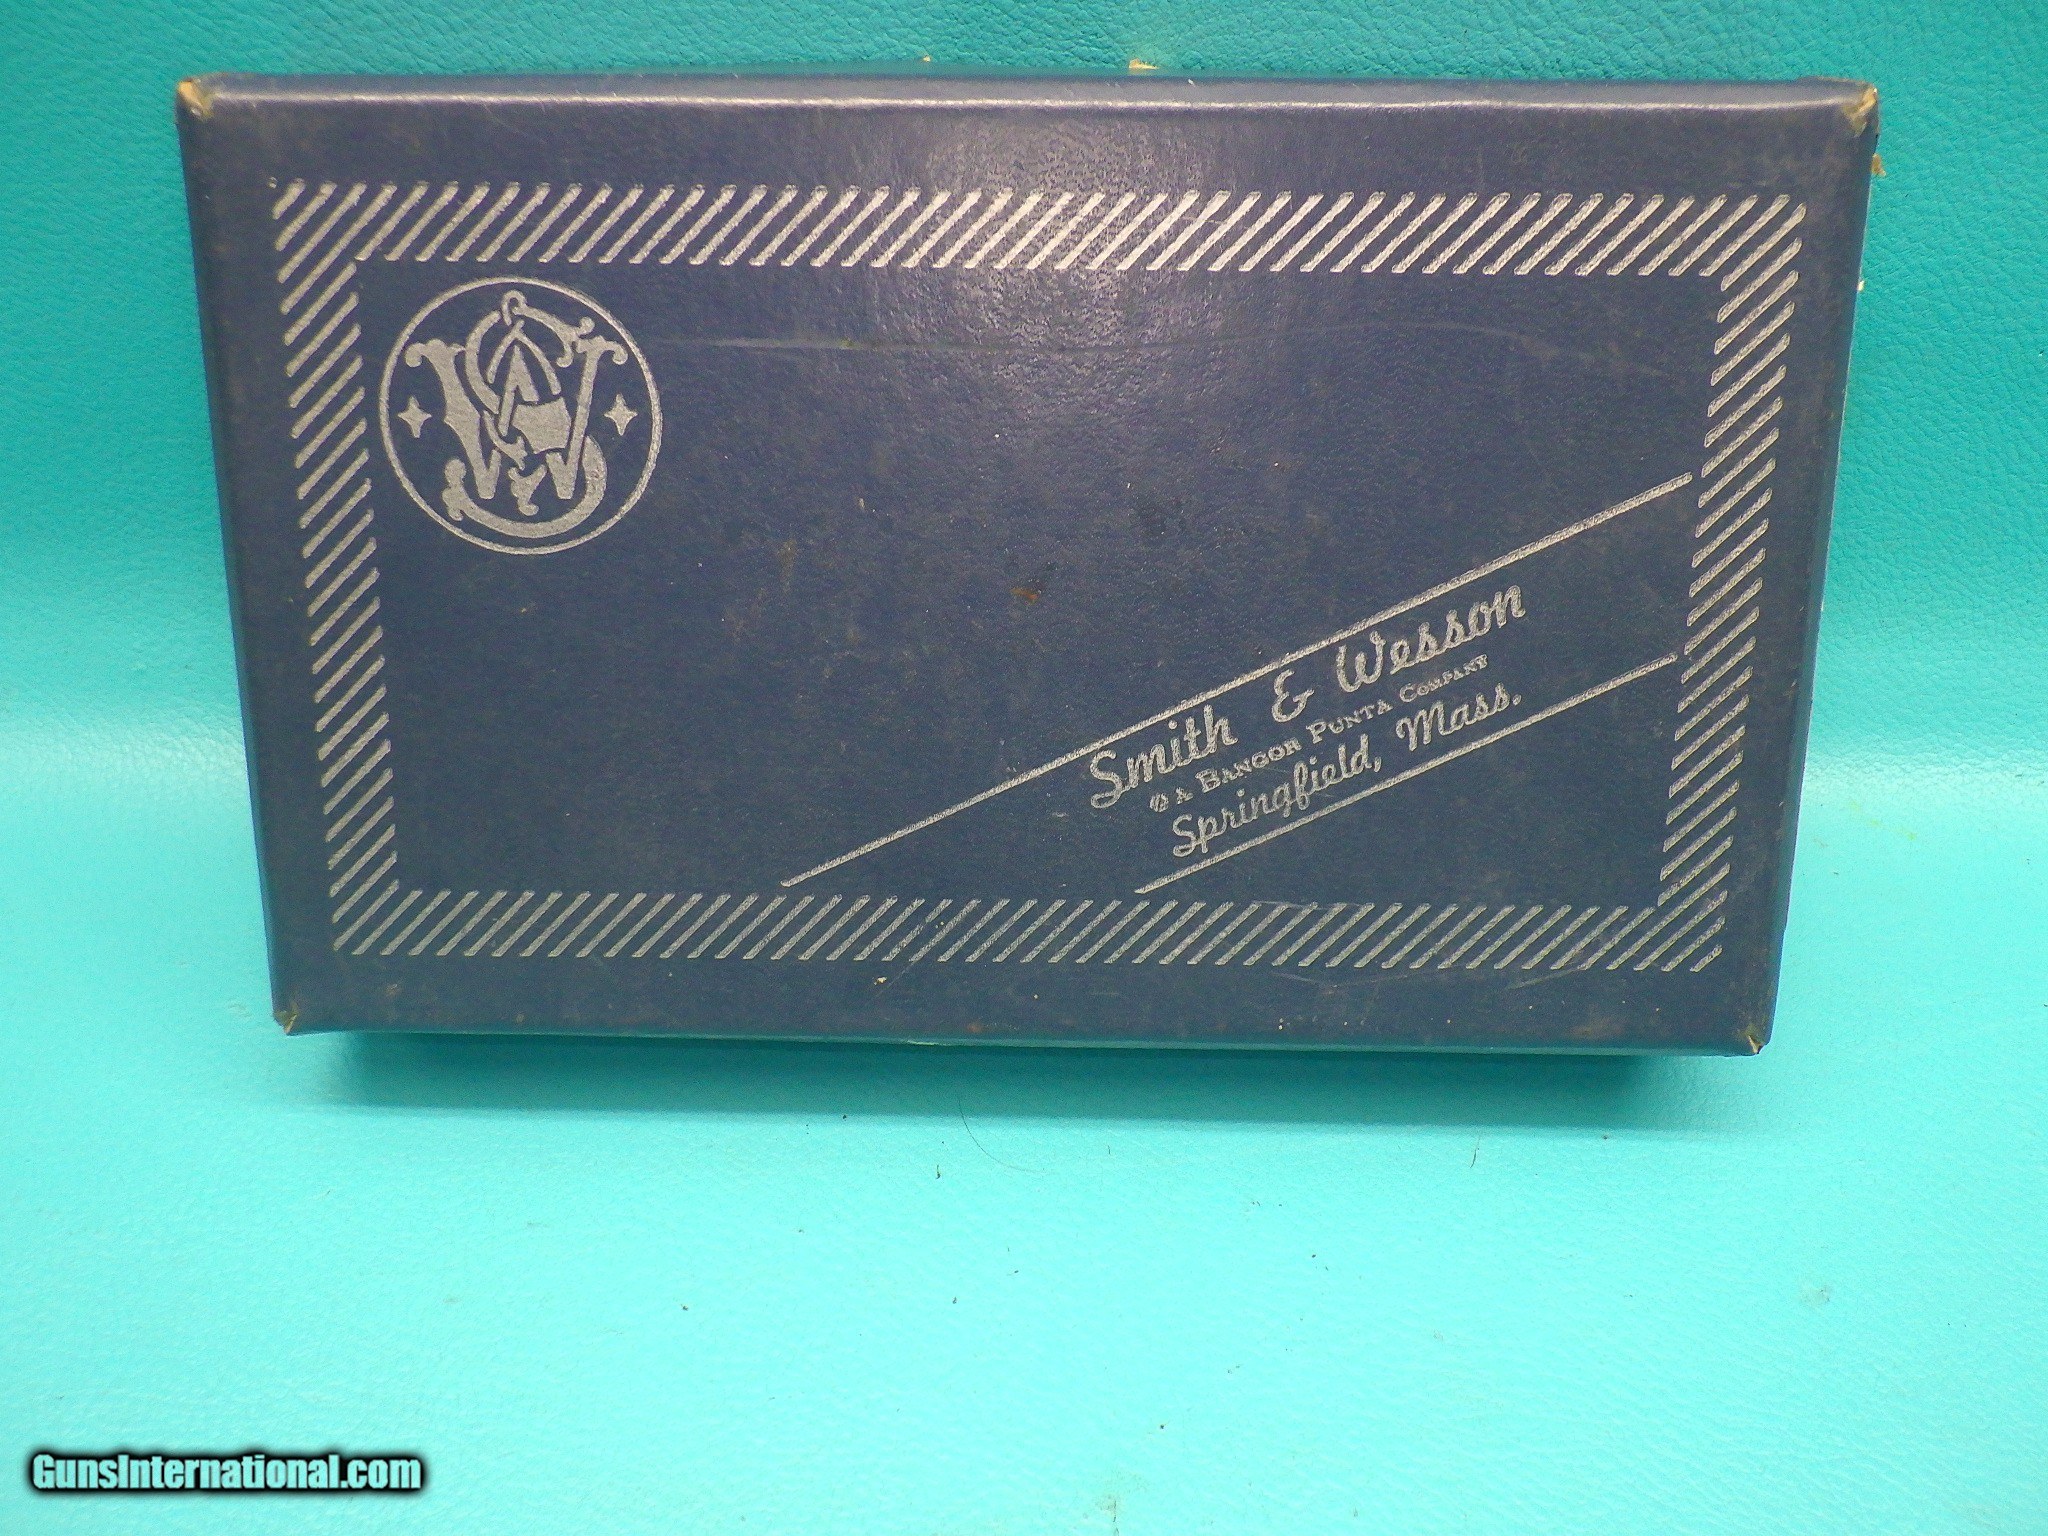 Smith & Wesson
A Bangor Punta Company
Springfield, Mass.
GunsInternational.com